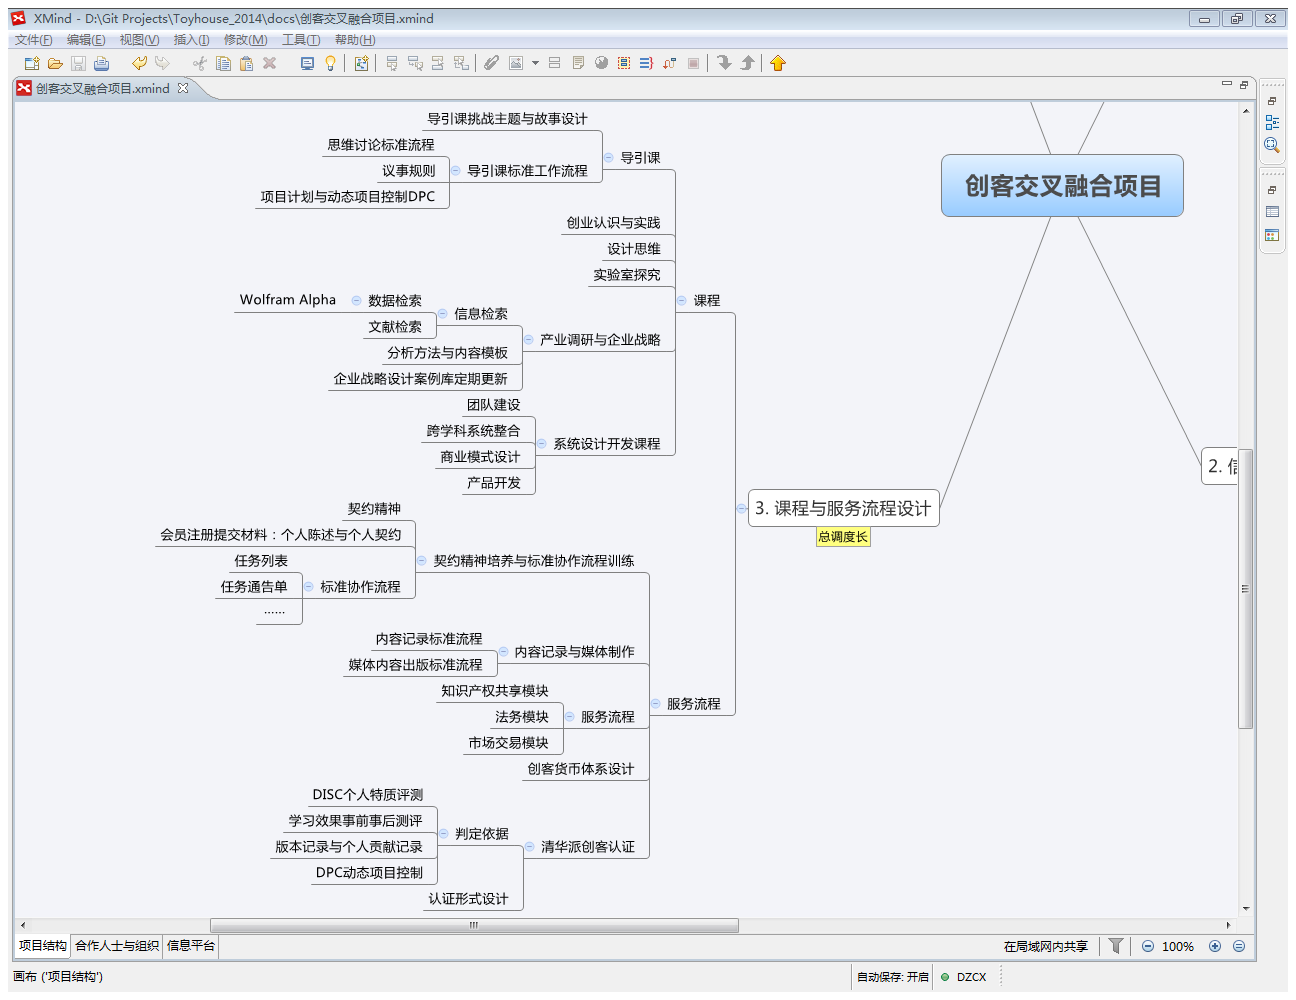 XMind - D:\Git Projects\Toyhouse_2014\docs\创客交叉融合项目.xmind
文件(F) 编辑(E) 视图(V) 插入(I) 修改(M) 工具(T) 帮助(H)
创客交叉融合项目.xmind
创客交叉融合项目
2. 信
3. 课程与服务流程设计
总调度长
课程
导引课
导引课挑战主题与故事设计
导引课标准工作流程
思维讨论标准流程
议事规则
项目计划与动态项目控制DPC
创业认识与实践
设计思维
实验室探究
产业调研与企业战略
信息检索
数据检索
Wolfram Alpha
文献检索
分析方法与内容模板
企业战略设计案例库定期更新
系统设计开发课程
团队建设
跨学科系统整合
商业模式设计
产品开发
服务流程
契约精神培养与标准协作流程训练
契约精神
会员注册提交材料：个人陈述与个人契约
标准协作流程
任务列表
任务通告单
……
内容记录与媒体制作
内容记录标准流程
媒体内容出版标准流程
服务流程
知识产权共享模块
法务模块
市场交易模块
创客货币体系设计
清华派创客认证
判定依据
DISC个人特质评测
学习效果事前事后测评
版本记录与个人贡献记录
DPC动态项目控制
认证形式设计
项目结构 合作人士与组织 信息平台
在局域网内共享 100%
画布 ('项目结构')
自动保存: 开启 DZCX